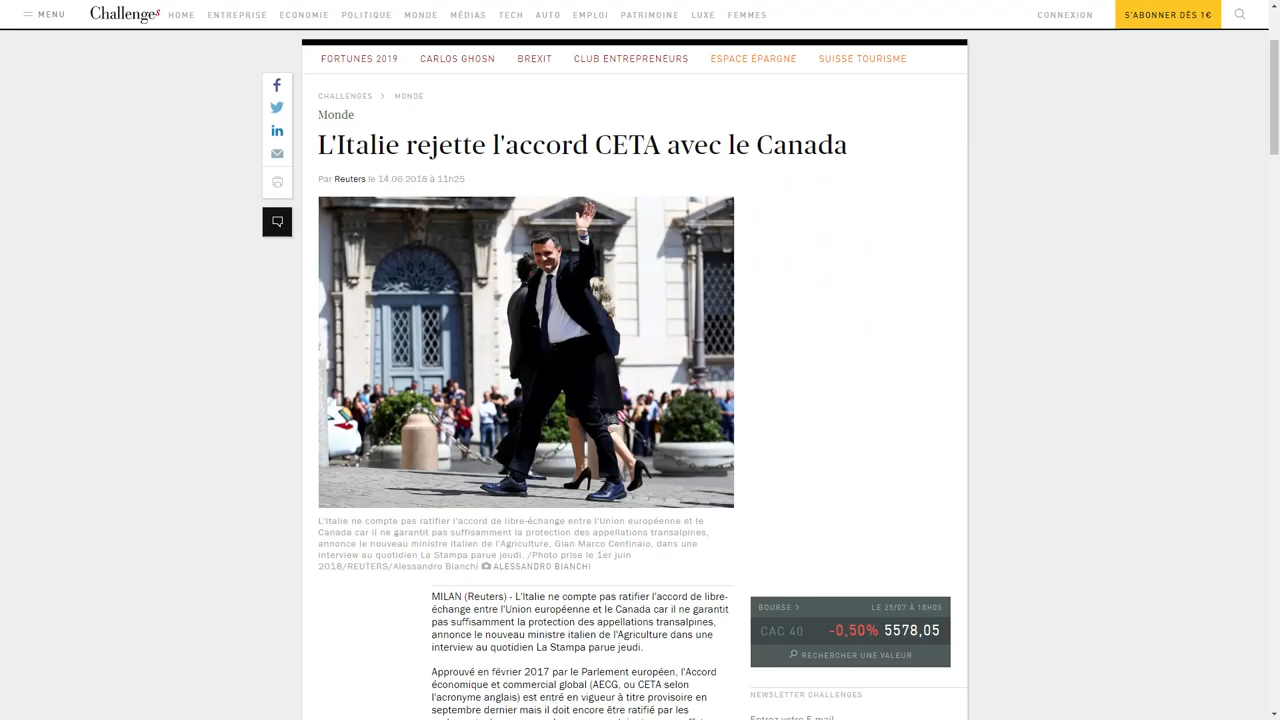 MENU
Challenges
HOME
ENTREPRISE
ECONOMIE
POLITIQUE
MONDE
MÉDIAS
TECH
AUTO
EMPLOI
PATRIMOINE
LUXE
FEMMES
CONNEXION
S'ABONNER DÈS 1€
FORTUNES 2019
CARLOS GHOSN
BREXIT
CLUB ENTREPRENEURS
ESPACE ÉPARGNE
SUISSE TOURISME
CHALLENGES > MONDE
Monde
L'Italie rejette l'accord CETA avec le Canada
Par Reuters le 14.06.2018 à 11h25
L'Italie ne compte pas ratifier l'accord de libre-échange entre l'Union européenne et le
Canada car il ne garantit pas suffisamment la protection des appellations transalpines,
annonce le nouveau ministre italien de l'Agriculture, Gian Marco Centinaio, dans une
interview au quotidien La Stampa parue jeudi. /Photo prise le 1er juin
2018/REUTERS/Alessandro Bianchi ALESSANDRO BIANCHI
MILAN (Reuters) - L'Italie ne compte pas ratifier l'accord de libre-
échange entre l'Union européenne et le Canada car il ne garantit
pas suffisamment la protection des appellations transalpines,
annonce le nouveau ministre italien de l'Agriculture dans une
interview au quotidien La Stampa parue jeudi.
Approuvé en février 2017 par le Parlement européen, l'Accord
économique et commercial global (AECG, ou CETA selon
l'acronyme anglais) est entré en vigueur à titre provisoire en
septembre dernier mais il doit encore être ratifié par les
BOURSE >
LE 25/07 À 18H05
CAC 40
-0,50% 5578,05
RECHERCHER UNE VALEUR
NEWSLETTER CHALLENGES
Entrez votre E-mail